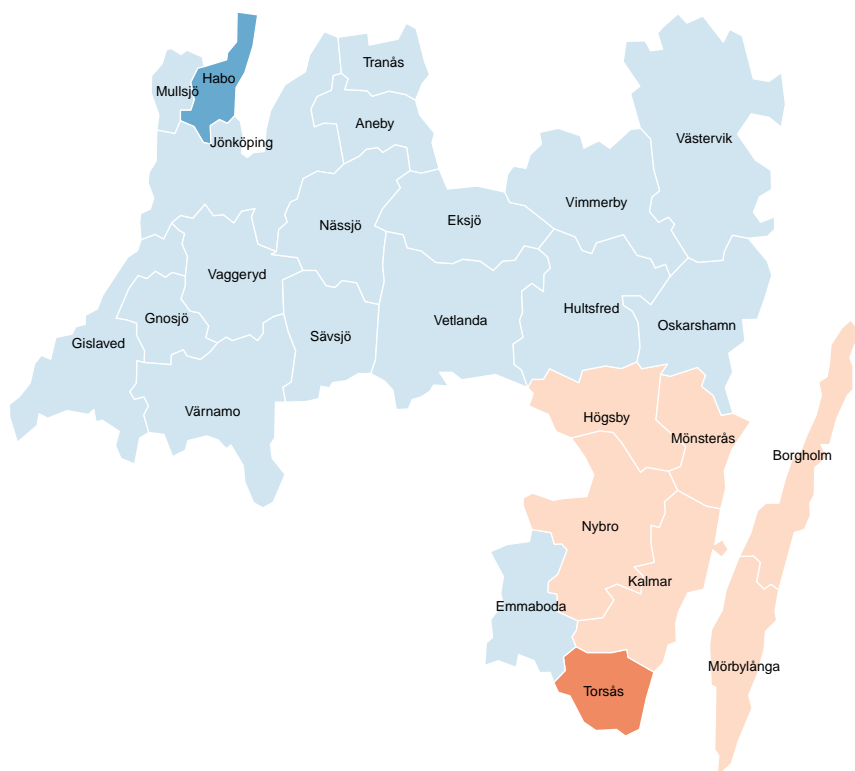 Tranås
Habo
Mullsjö
Aneby
Västervik
Jönköping
Vimmerby
Eksjö
Nässjö
Vaggeryd
Hultsfred
Gnosjö
Vetlanda
Oskarshamn
Sävsjö
Gislaved
Värnamo
Högsby
Mönsterås
Borgholm
Nybro
Kalmar
Emmaboda
Mörbylånga
Torsås